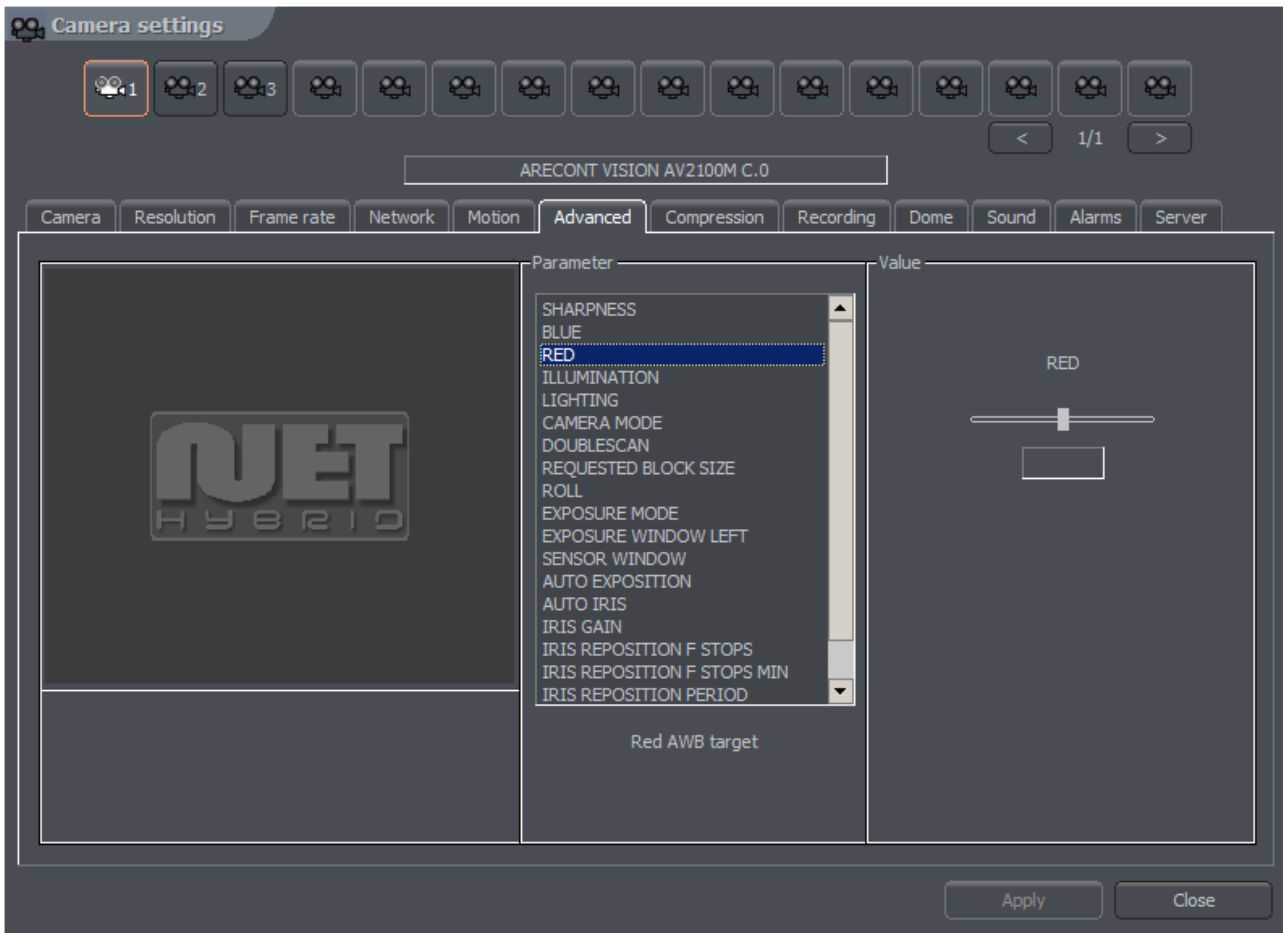 Camera settings
1 2 3
< 1/1 >
ARECONT VISION AV2100M C.0
Camera Resolution Frame rate Network Motion Advanced Compression Recording Dome Sound Alarms Server
Parameter
Value
SHARPNESS
BLUE
RED
ILLUMINATION
LIGHTING
CAMERA MODE
DOUBLESCAN
REQUESTED BLOCK SIZE
ROLL
EXPOSURE MODE
EXPOSURE WINDOW LEFT
SENSOR WINDOW
AUTO EXPOSITION
AUTO IRIS
IRIS GAIN
IRIS REPOSITION F STOPS
IRIS REPOSITION F STOPS MIN
IRIS REPOSITION PERIOD
Red AWB target
RED
NET
HYBRID
Apply Close